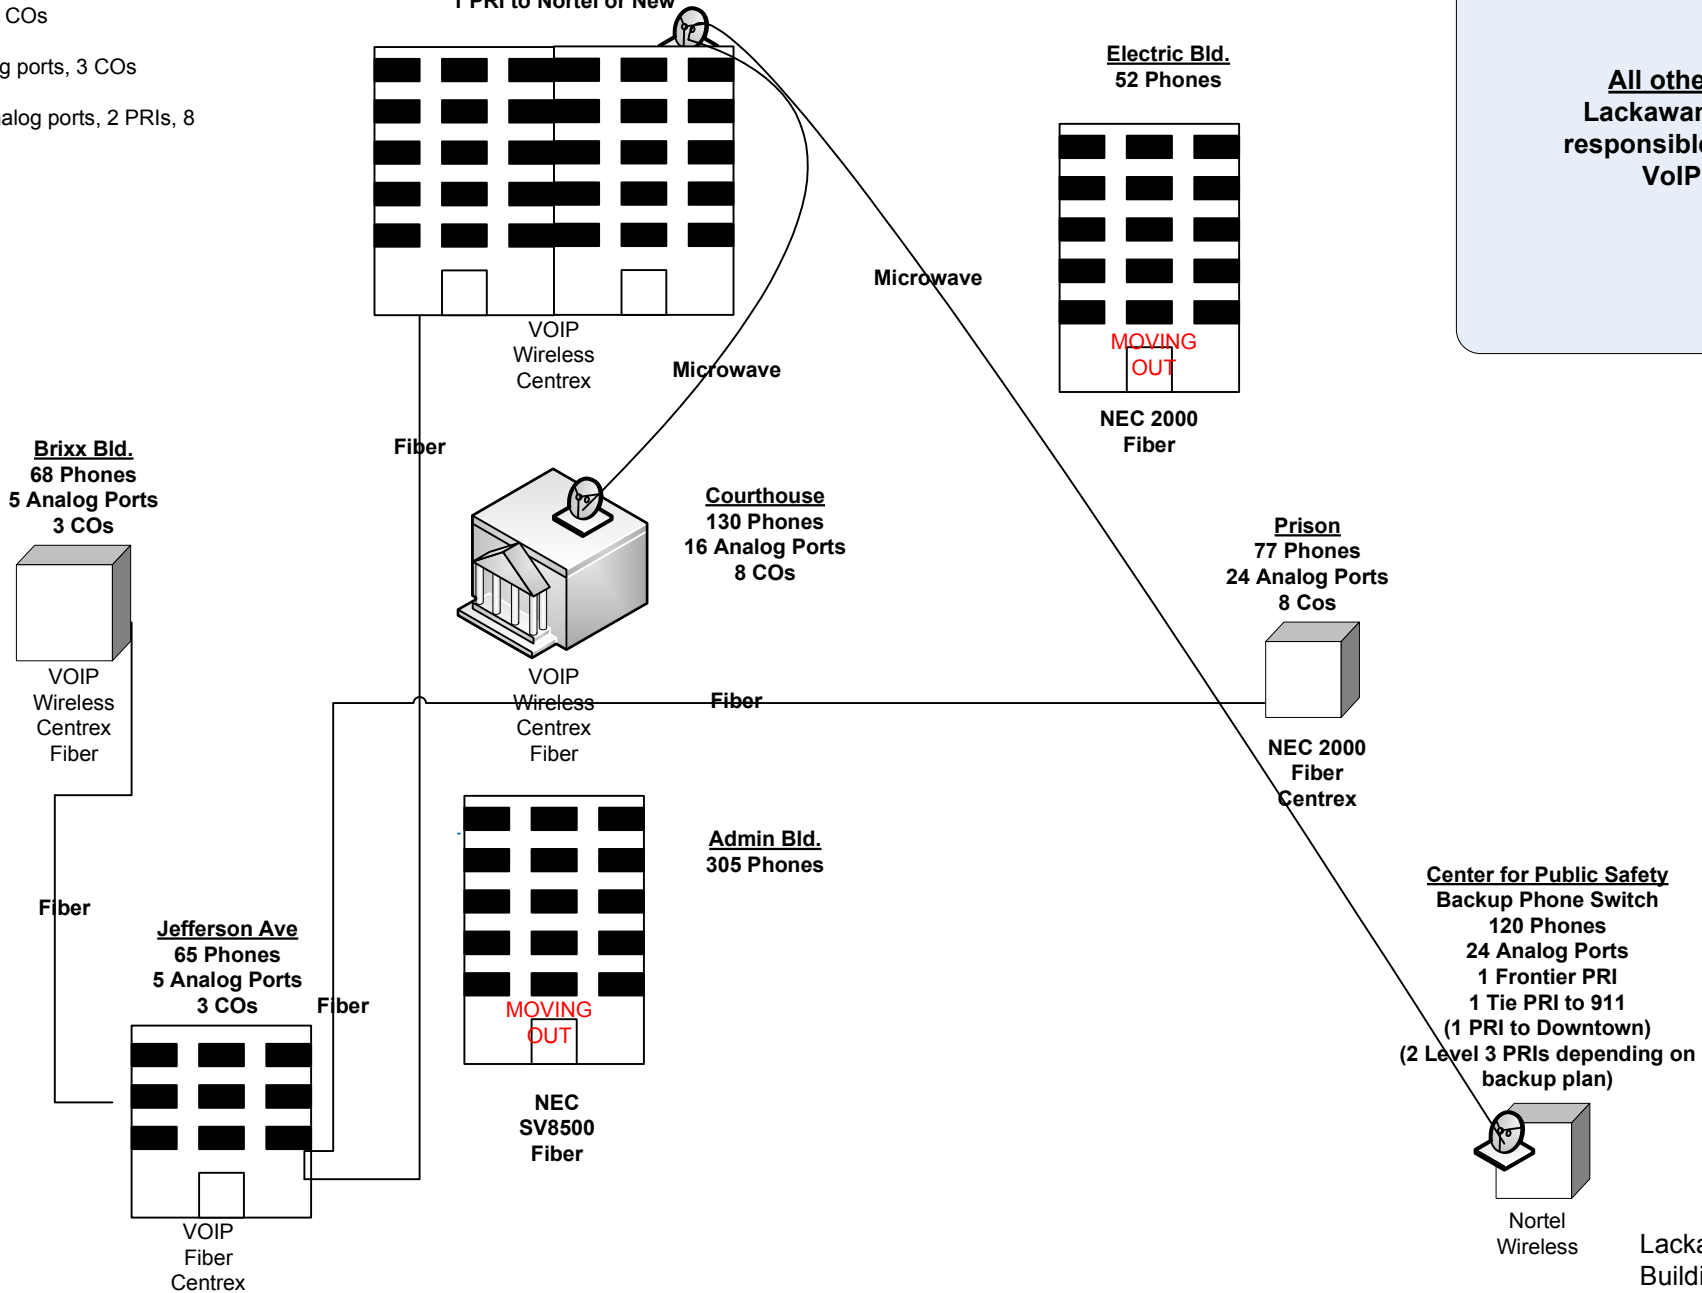 COs
g ports, 3 COs
alog ports, 2 PRIs, 8
1 PRI to Nortel or New
Electric Bld.
52 Phones
All othe
Lackawar
responsible
VoIP
MOVING
OUT
NEC 2000
Fiber
Microwave
Microwave
VOIP
Wireless
Centrex
Fiber
Brixx Bld.
68 Phones
5 Analog Ports
3 COs
VOIP
Wireless
Centrex
Fiber
Courthouse
130 Phones
16 Analog Ports
8 COs
VOIP
Wireless
Centrex
Fiber
Fiber
Prison
77 Phones
24 Analog Ports
8 Cos
NEC 2000
Fiber
Centrex
Admin Bld.
305 Phones
MOVING
OUT
NEC
SV8500
Fiber
Fiber
Jefferson Ave
65 Phones
5 Analog Ports
3 COs
Fiber
VOIP
Fiber
Centrex
Center for Public Safety
Backup Phone Switch
120 Phones
24 Analog Ports
1 Frontier PRI
1 Tie PRI to 911
(1 PRI to Downtown)
(2 Level 3 PRIs depending on
backup plan)
Nortel
Wireless
Lacka
Buildi